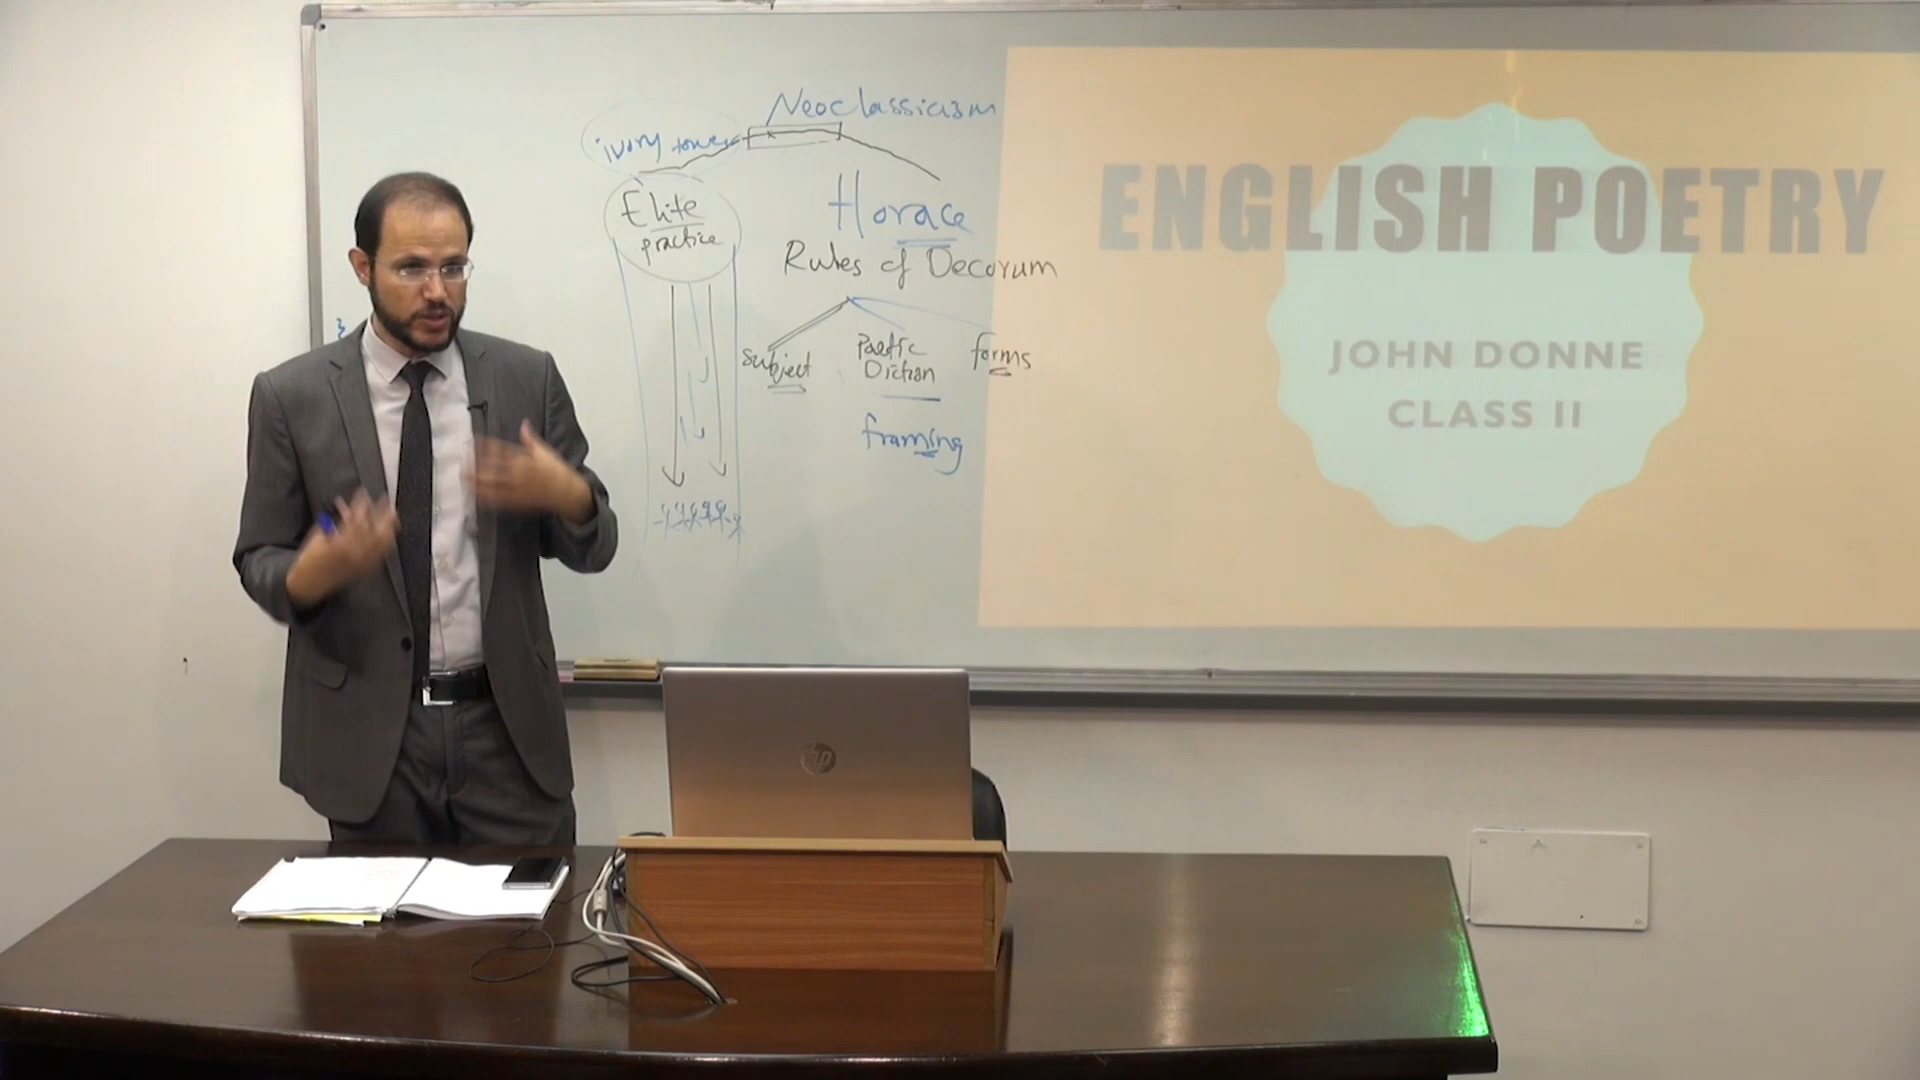 Neoclassicism
ivory tower
Elite
practice
Horace
Rules of Decorum
subject
Poetic
Diction
forms
framing
ENGLISH POETRY
JOHN DONNE
CLASS II
hp